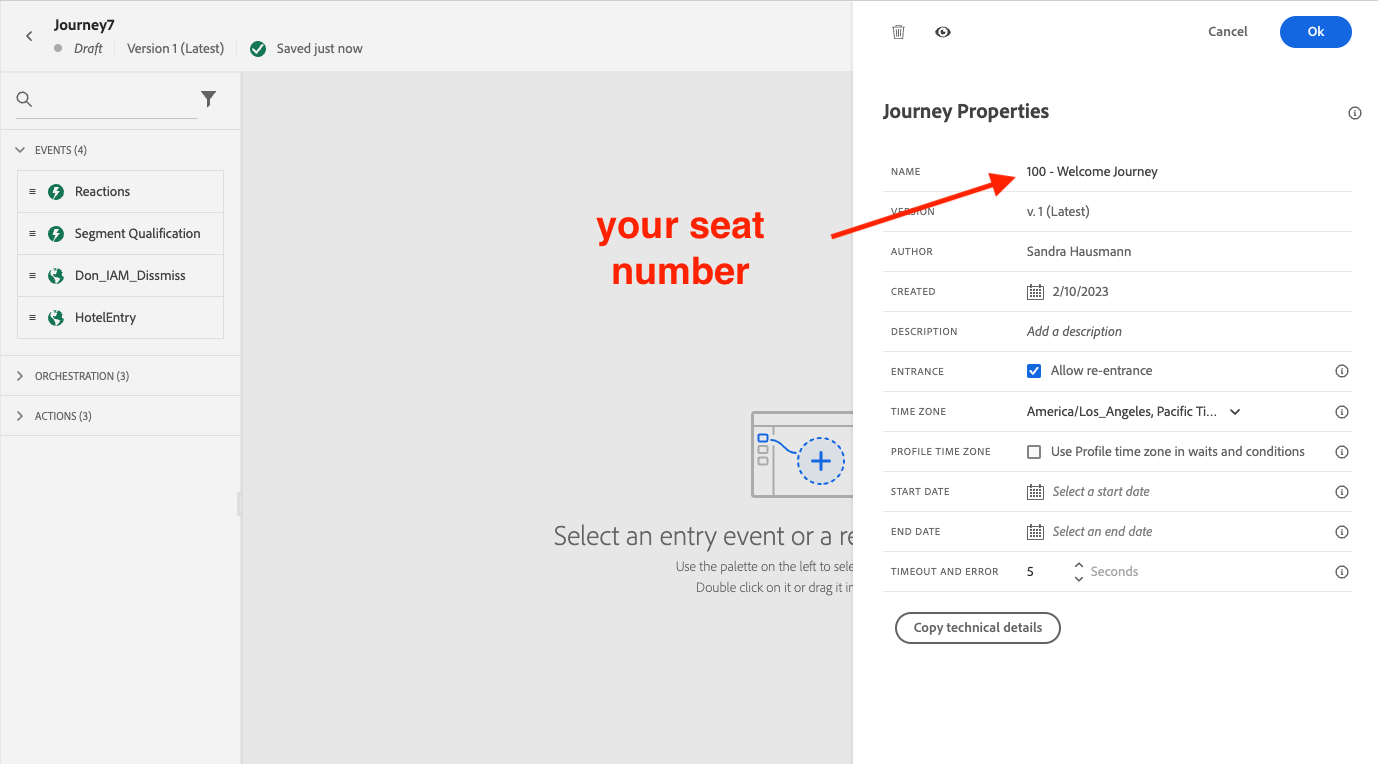 Journey7
Draft Version 1 (Latest) Saved just now
Cancel Ok
EVENTS (4)
Reactions
Segment Qualification
Don_IAM_Dissmiss
HotelEntry
ORCHESTRATION (3)
ACTIONS (3)
your seat
number
Select an entry event or a re
Use the palette on the left to sele
Double click on it or drag it in
Journey Properties
NAME 100 - Welcome Journey
VERSION v. 1 (Latest)
AUTHOR Sandra Hausmann
CREATED 2/10/2023
DESCRIPTION Add a description
ENTRANCE Allow re-entrance
TIME ZONE America/Los_Angeles, Pacific Ti...
PROFILE TIME ZONE Use Profile time zone in waits and conditions
START DATE Select a start date
END DATE Select an end date
TIMEOUT AND ERROR 5 Seconds
Copy technical details